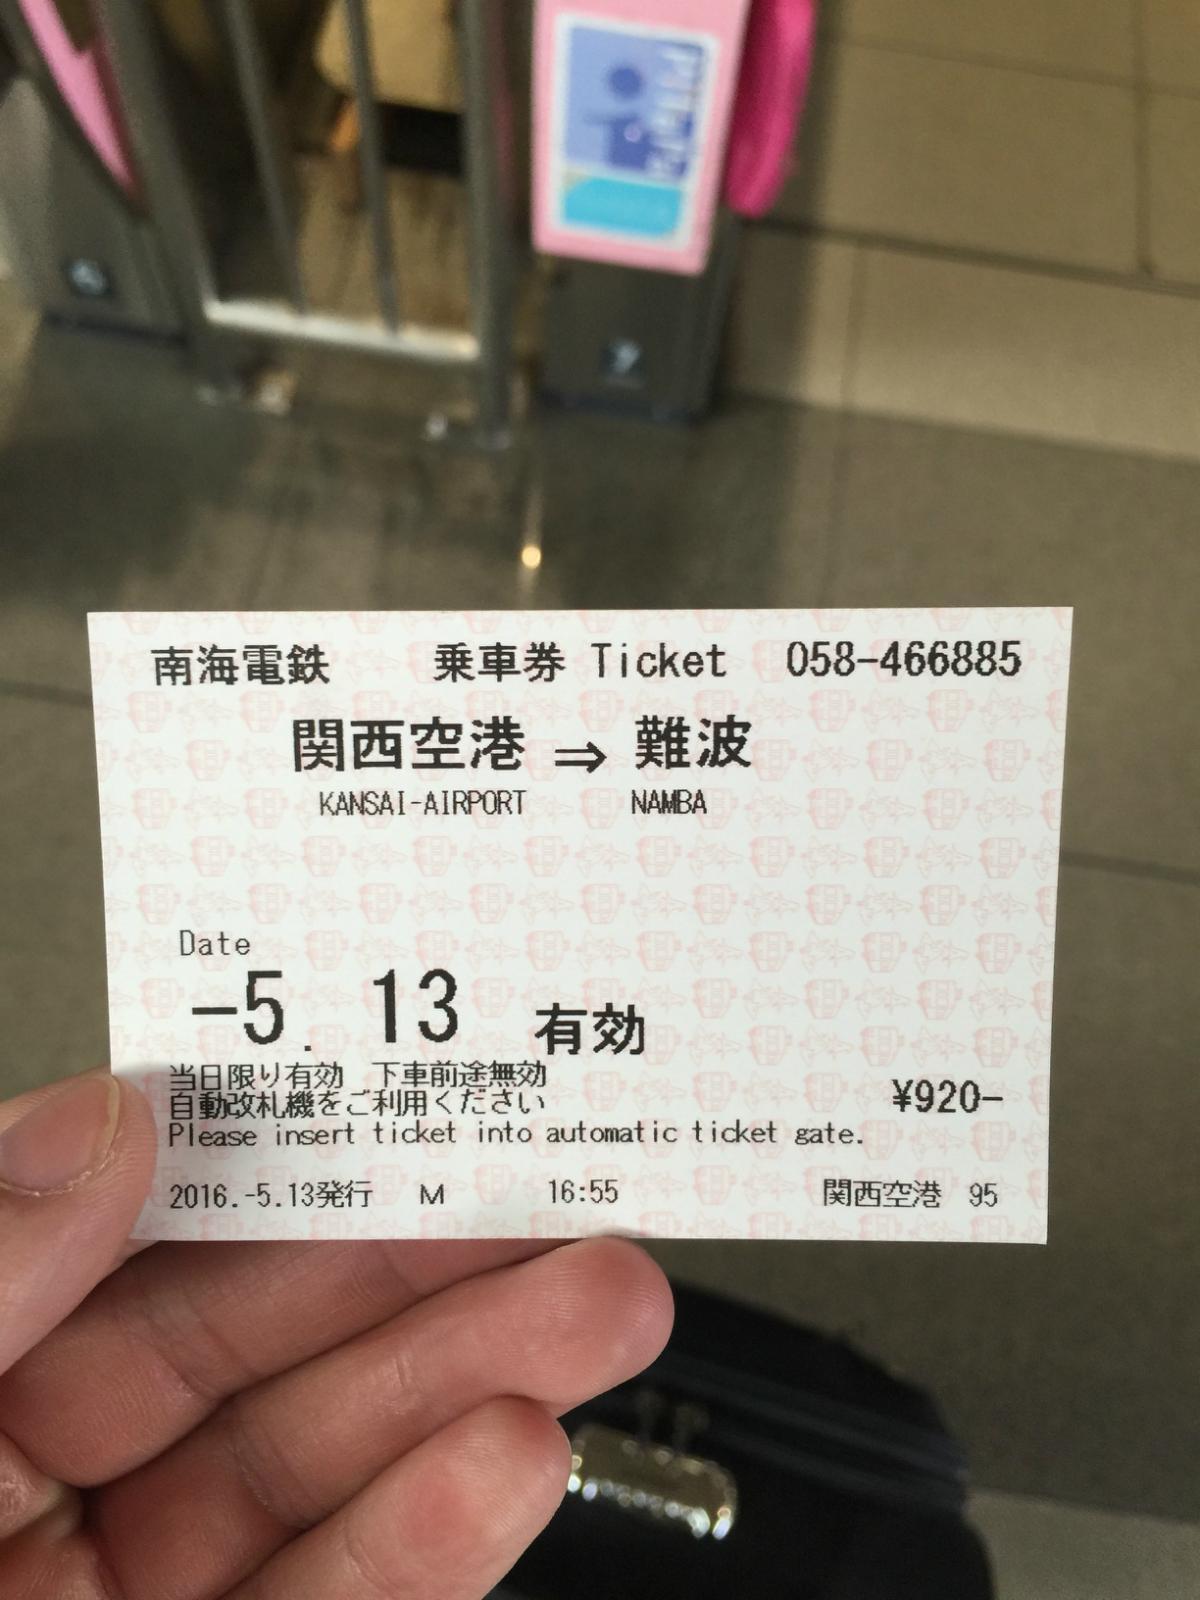 南海電鉄 乗車券 Ticket 058-466885
関西空港 ⇒ 難波
KANSAI-AIRPORT NAMBA
Date
-5. 13 有効
当日限り有効 下車前途無効
自動改札機をご利用ください
Please insert ticket into automatic ticket gate.
¥920-
2016.-5.13発行 M 16:55 関西空港 95